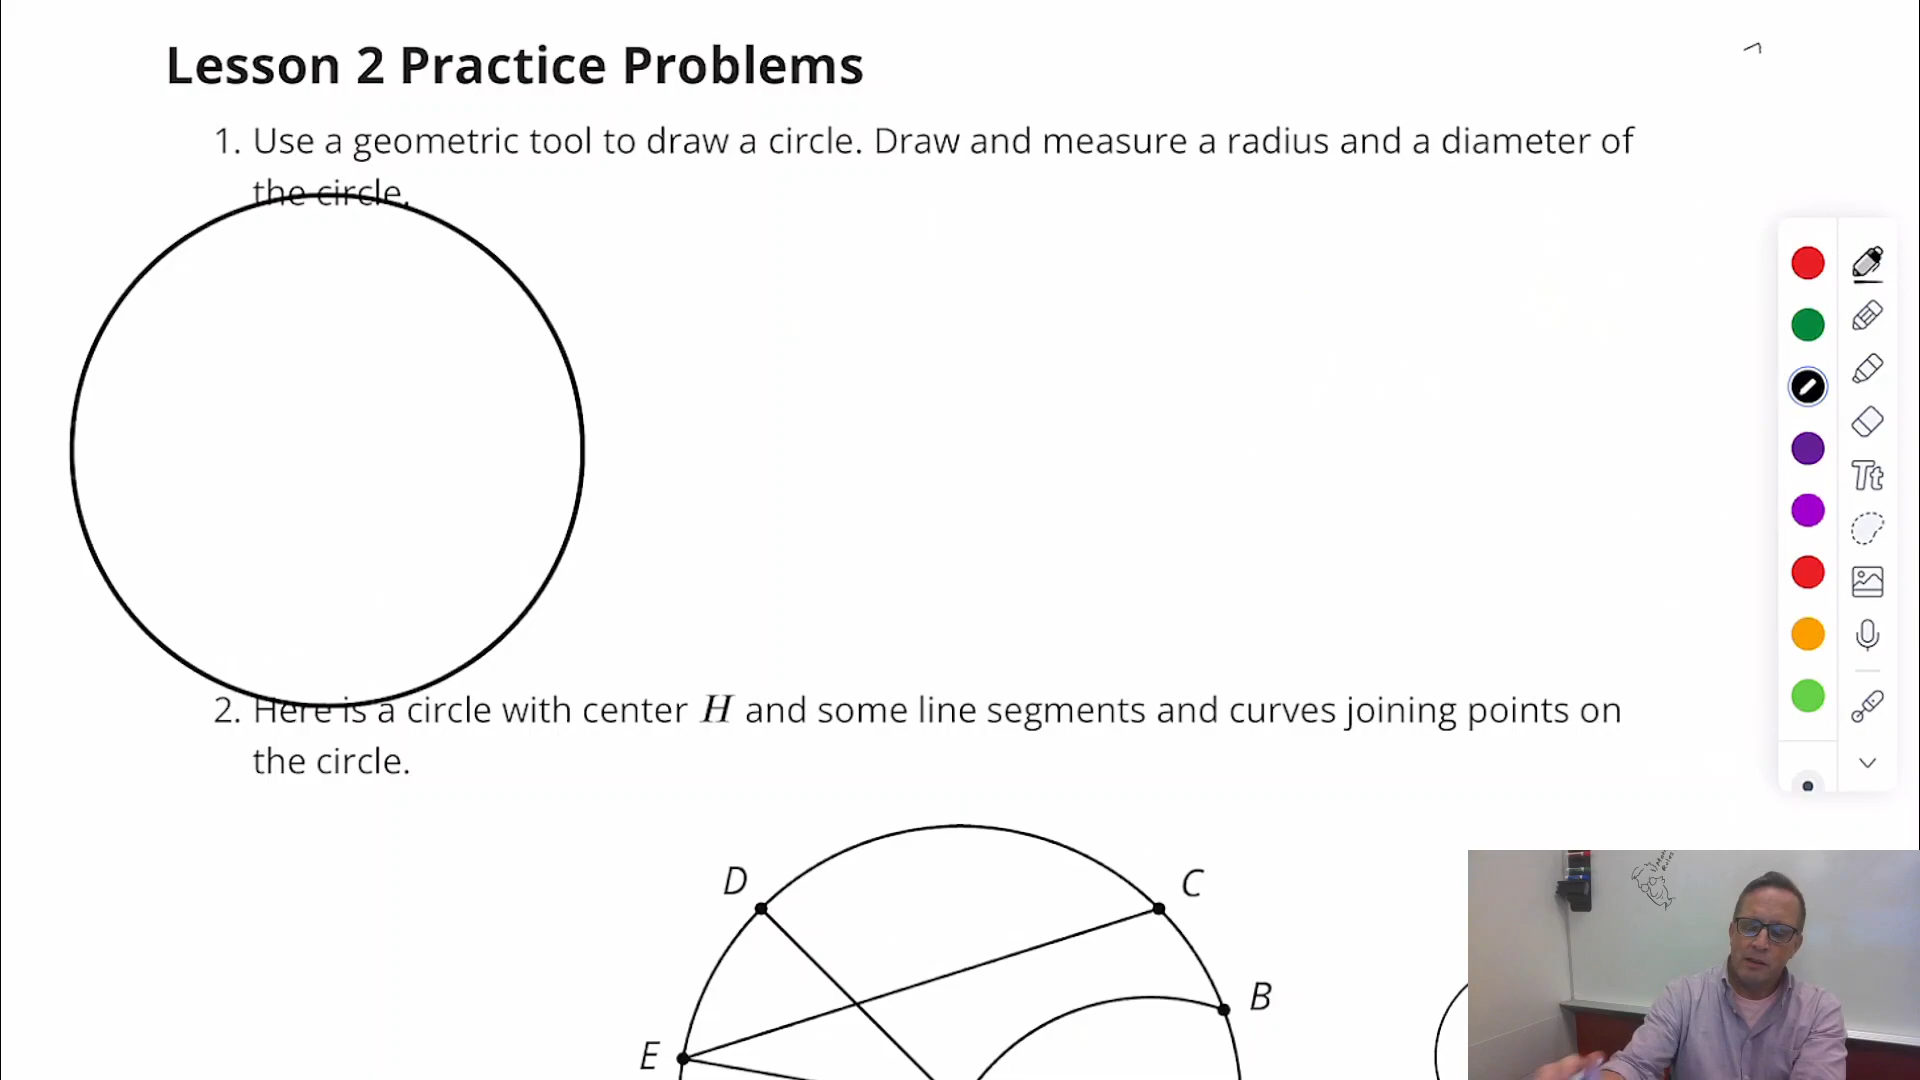 Lesson 2 Practice Problems
1. Use a geometric tool to draw a circle. Draw and measure a radius and a diameter of
the circle.
2. Here is a circle with center H and some line segments and curves joining points on
the circle.
D
C
B
E
Tt